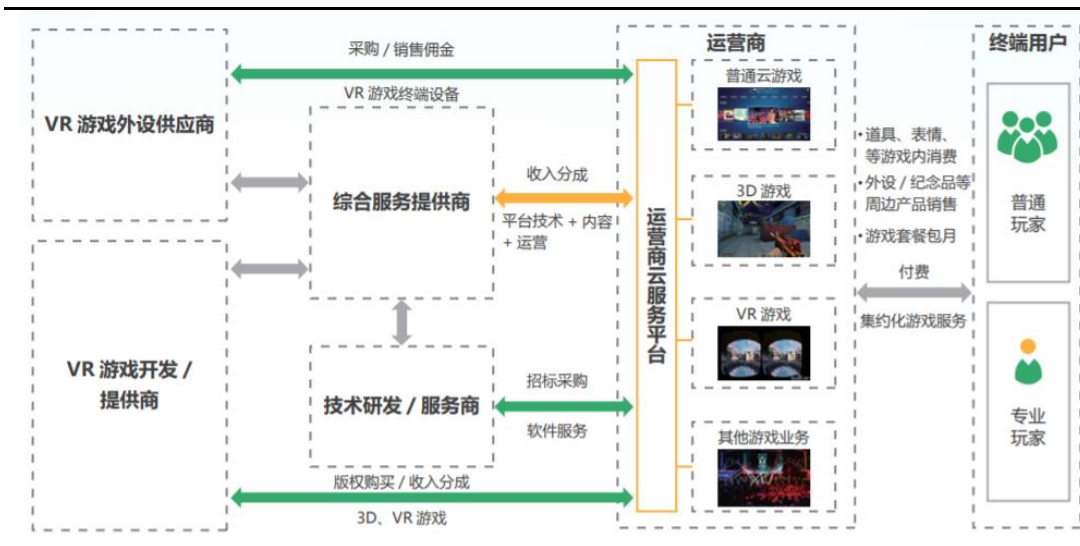 运营商
终端用户
采购 / 销售佣金
VR 游戏终端设备
VR 游戏外设供应商
综合服务提供商
收入分成
平台技术 + 内容
+ 运营
VR 游戏开发 /
提供商
技术研发 / 服务商
招标采购
软件服务
版权购买 / 收入分成
3D、VR 游戏
运营商云服务平台
普通云游戏
3D 游戏
VR 游戏
其他游戏业务
•道具、表情、
等游戏内消费
•外设 / 纪念品等
周边产品销售
•游戏套餐包月
付费
集约化游戏服务
普通
玩家
专业
玩家